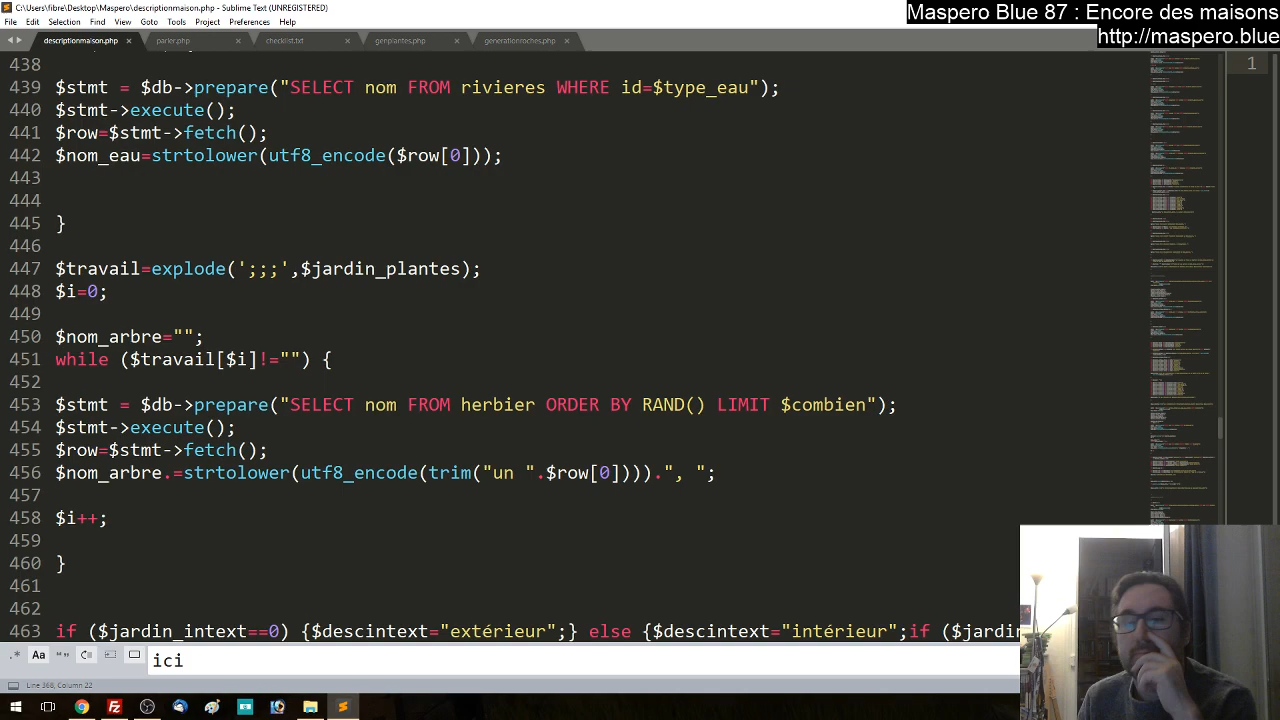 C:\Users\fibre\Desktop\Maspero\descriptionmaison.php - Sublime Text (UNREGISTERED)
Maspero Blue 87 : Encore des maisons
http://maspero.blue
File Edit Selection Find View Goto Tools Project Preferences Help
descriptionmaison.php × parler.php × checklist.txt × genplantes.php × generationroches.php ×
438
439 $stmt = $db->prepare("SELECT nom FROM rivieres WHERE id=$type_eau");
440 $stmt->execute();
441 $row=$stmt->fetch();
442 $nom_eau=strtolower(utf8_encode($row[0]));
443
444
445 }
446
447 $travail=explode(';;;',$jardin_plantes);
448 $i=0;
449
450 $nom_arbre="";
451 while ($travail[$i]!="") {
452
453 $stmt = $db->prepare("SELECT nom FROM herbier ORDER BY RAND() LIMIT $combien");
454 $stmt->execute();
455 $row=$stmt->fetch();
456 $nom_arbre.=strtolower(utf8_encode(trim("un ".$row[0]))).", ";
457
458 $i++;
459
460 }
461
462
463 if ($jardin_intext==0) {$descintext="extérieur";} else {$descintext="intérieur";if ($jardin
1
.* Aa
ici
Line 368, Column 22